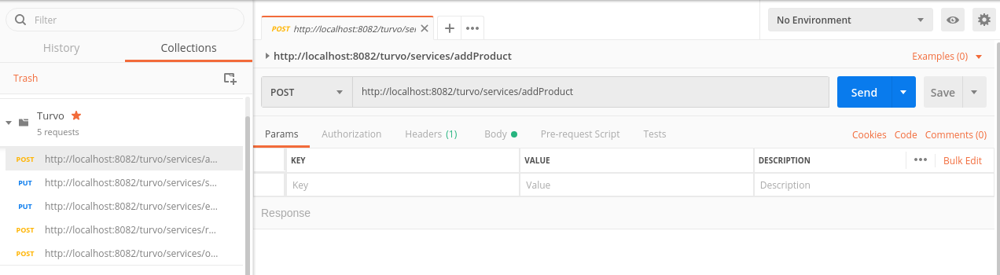 Filter
History Collections
Trash
Turvo
5 requests
POST http://localhost:8082/turvo/services/a...
PUT http://localhost:8082/turvo/services/s...
PUT http://localhost:8082/turvo/services/e...
POST http://localhost:8082/turvo/services/r...
POST http://localhost:8082/turvo/services/o...
POST http://localhost:8082/turvo/ser
No Environment
http://localhost:8082/turvo/services/addProduct
Examples (0)
POST http://localhost:8082/turvo/services/addProduct Send Save
Params Authorization Headers (1) Body Pre-request Script Tests Cookies Code Comments (0)
KEY VALUE DESCRIPTION Bulk Edit
Key Value Description
Response